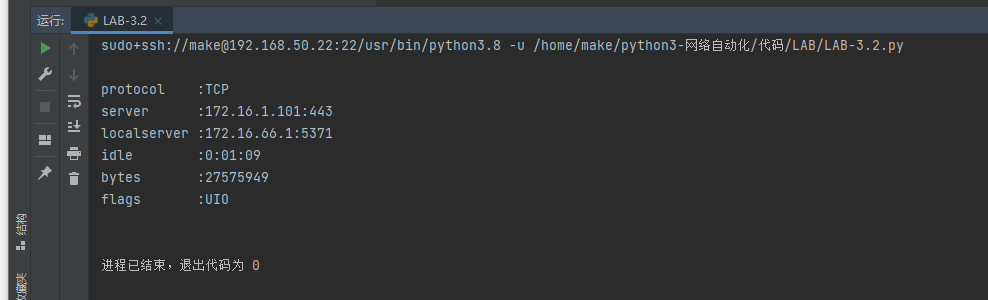 运行: LAB-3.2 ×
sudo+ssh://make@192.168.50.22:22/usr/bin/python3.8 -u /home/make/python3-网络自动化/代码/LAB/LAB-3.2.py
protocol    :TCP
server      :172.16.1.101:443
localserver :172.16.66.1:5371
idle        :0:01:09
bytes       :27575949
flags       :UIO
进程已结束，退出代码为 0
结构
收藏夹